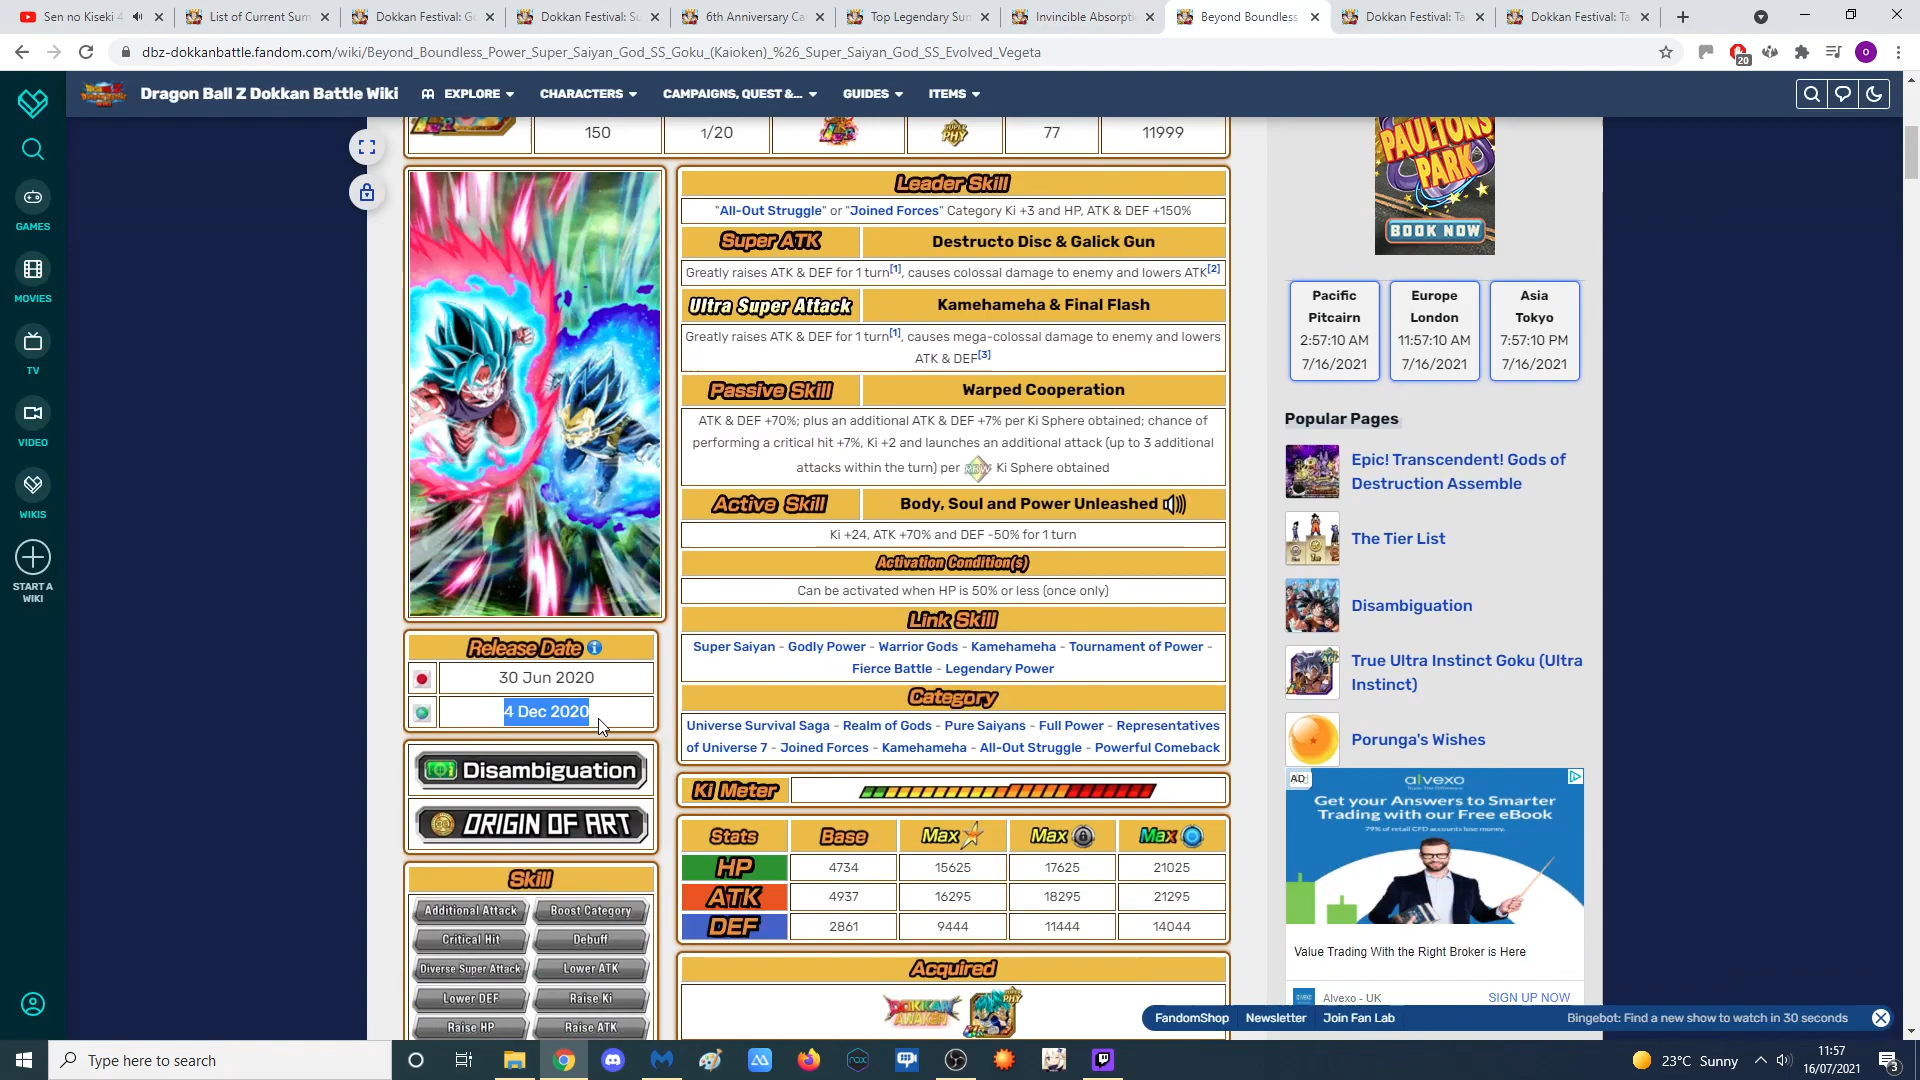 Sen no Kiseki 4
List of Current Sum
Dokkan Festival: G
Dokkan Festival: Su
6th Anniversary Ca
Top Legendary Sum
Invincible Absorpti
Beyond Boundless
Dokkan Festival: Ta
Dokkan Festival: Ta
dbz-dokkanbattle.fandom.com/wiki/Beyond_Boundless_Power_Super_Saiyan_God_SS_Goku_(Kaioken)_%26_Super_Saiyan_God_SS_Evolved_Vegeta
20
o
Dragon Ball Z Dokkan Battle Wiki
EXPLORE
CHARACTERS
CAMPAIGNS, QUEST &...
GUIDES
ITEMS
GAMES
MOVIES
TV
VIDEO
WIKIS
START A
WIKI
150
1/20
SUPER
PHY
77
11999
Leader Skill
"All-Out Struggle" or "Joined Forces" Category Ki +3 and HP, ATK & DEF +150%
Super ATK
Destructo Disc & Galick Gun
Greatly raises ATK & DEF for 1 turn[1], causes colossal damage to enemy and lowers ATK[2]
Ultra Super Attack
Kamehameha & Final Flash
Greatly raises ATK & DEF for 1 turn[1], causes mega-colossal damage to enemy and lowers
ATK & DEF[3]
Passive Skill
Warped Cooperation
ATK & DEF +70%; plus an additional ATK & DEF +7% per Ki Sphere obtained; chance of
performing a critical hit +7%, Ki +2 and launches an additional attack (up to 3 additional
attacks within the turn) per RBW Ki Sphere obtained
Active Skill
Body, Soul and Power Unleashed
Ki +24, ATK +70% and DEF -50% for 1 turn
Activation Condition(s)
Can be activated when HP is 50% or less (once only)
Link Skill
Super Saiyan - Godly Power - Warrior Gods - Kamehameha - Tournament of Power -
Fierce Battle - Legendary Power
Category
Universe Survival Saga - Realm of Gods - Pure Saiyans - Full Power - Representatives
of Universe 7 - Joined Forces - Kamehameha - All-Out Struggle - Powerful Comeback
Ki Meter
Stats
Base
Max
Max
Max
HP
4734
15625
17625
21025
ATK
4937
16295
18295
21295
DEF
2861
9444
11444
14044
Acquired
DOKKAN
AWAKEN
SUPER
PHY
Release Date
30 Jun 2020
4 Dec 2020
Disambiguation
ORIGIN OF ART
Skill
Additional Attack
Boost Category
Critical Hit
Debuff
Diverse Super Attack
Lower ATK
Lower DEF
Raise Ki
Raise HP
Raise ATK
PAULTONS
PARK
BOOK NOW
Pacific
Pitcairn
2:57:10 AM
7/16/2021
Europe
London
11:57:10 AM
7/16/2021
Asia
Tokyo
7:57:10 PM
7/16/2021
Popular Pages
Epic! Transcendent! Gods of
Destruction Assemble
The Tier List
Disambiguation
True Ultra Instinct Goku (Ultra
Instinct)
Porunga's Wishes
AD
alvexo
Get your Answers to Smarter
Trading with our Free eBook
79% of retail CFD accounts lose money.
Value Trading With the Right Broker is Here
Alvexo - UK
SIGN UP NOW
FandomShop
Newsletter
Join Fan Lab
Bingebot: Find a new show to watch in 30 seconds
Type here to search
23°C Sunny
11:57
16/07/2021
3